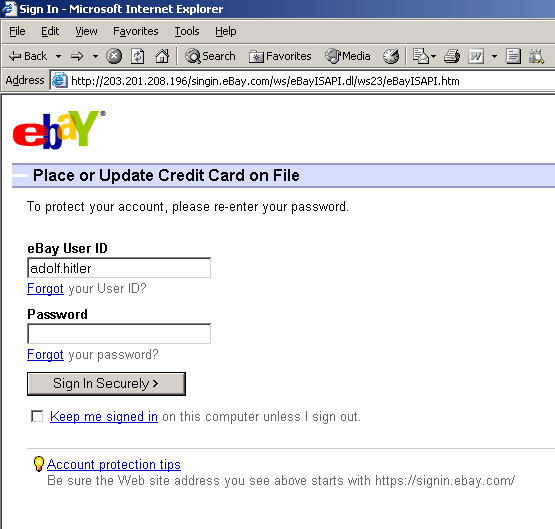 Sign In - Microsoft Internet Explorer
File Edit View Favorites Tools Help
Back Search Favorites Media
Address http://203.201.208.196/singin.eBay.com/ws/eBayISAPI.dl/ws23/eBayISAPI.htm
ebay®
Place or Update Credit Card on File
To protect your account, please re-enter your password.
eBay User ID
adolf.hitler
Forgot your User ID?
Password
Forgot your password?
Sign In Securely >
Keep me signed in on this computer unless I sign out.
Account protection tips
Be sure the Web site address you see above starts with https://signin.ebay.com/